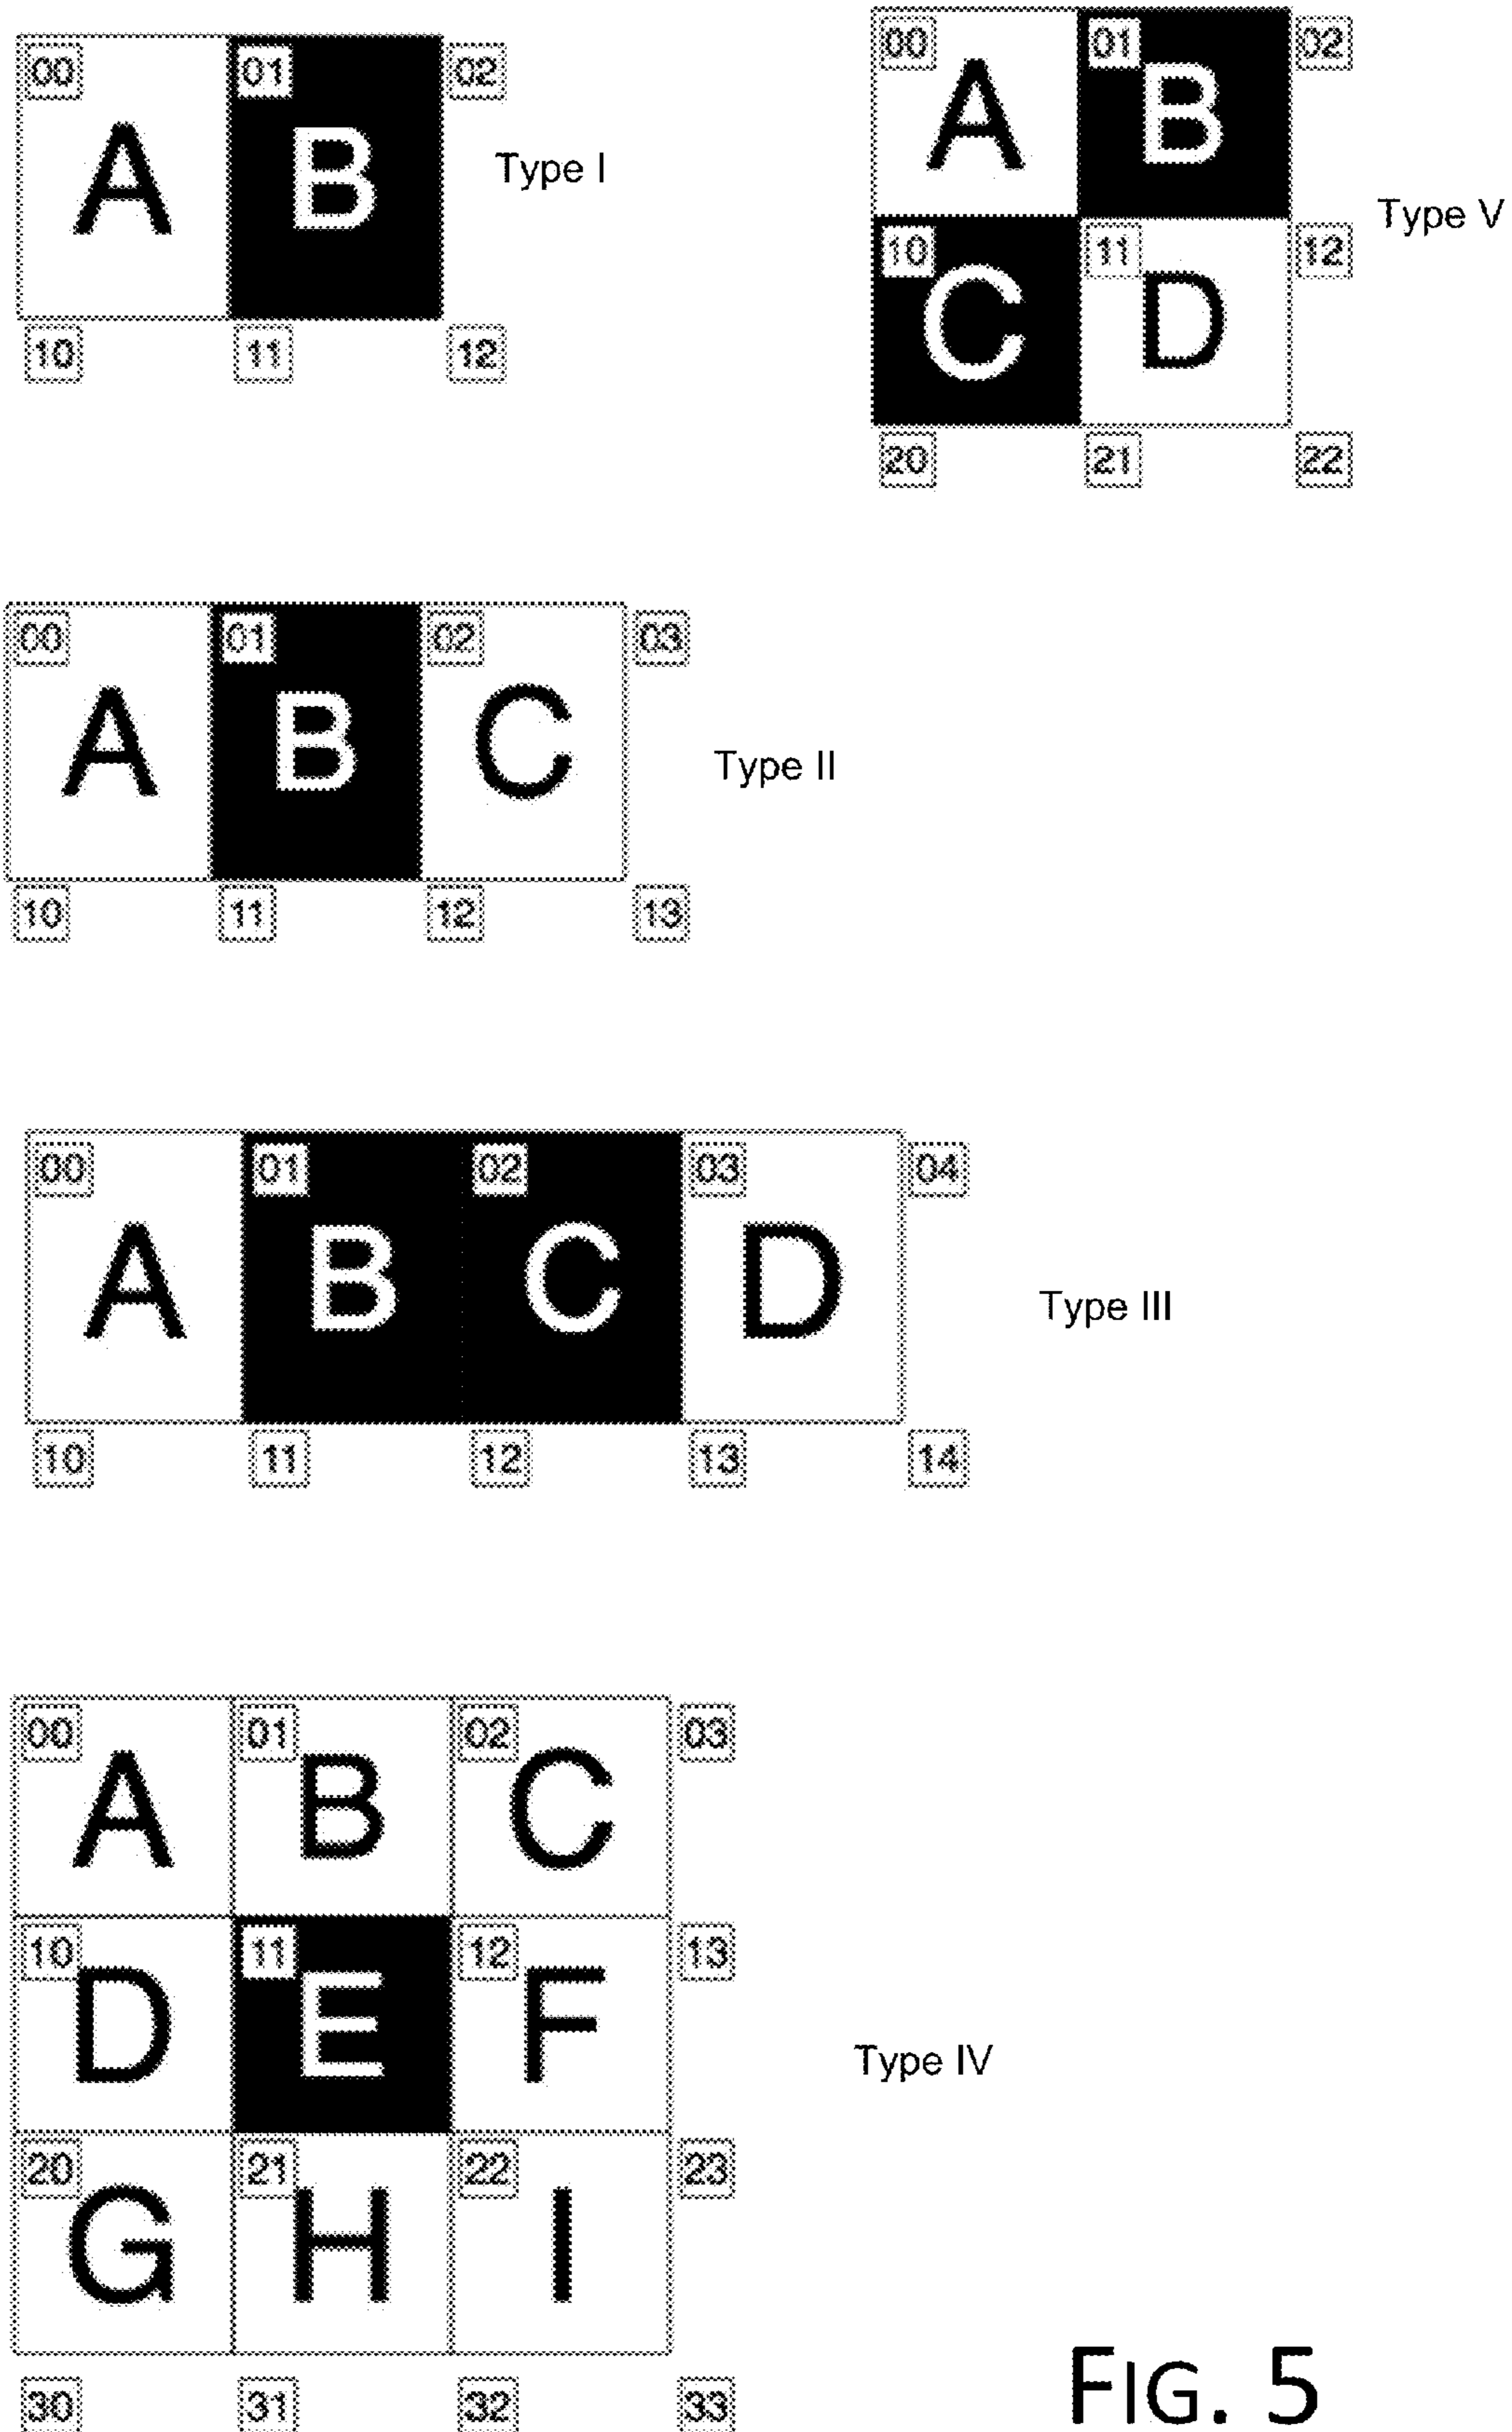 00 01 02
A B
Type I
10 11 12
00 01 02
A B
Type V
10 11 12
C D
20 21 22
00 01 02 03
A B C
Type II
10 11 12 13
00 01 02 03 04
A B C D
Type III
10 11 12 13 14
00 01 02 03
A B C
10 11 12 13
D E F
Type IV
20 21 22 23
G H I
30 31 32 33
FIG. 5